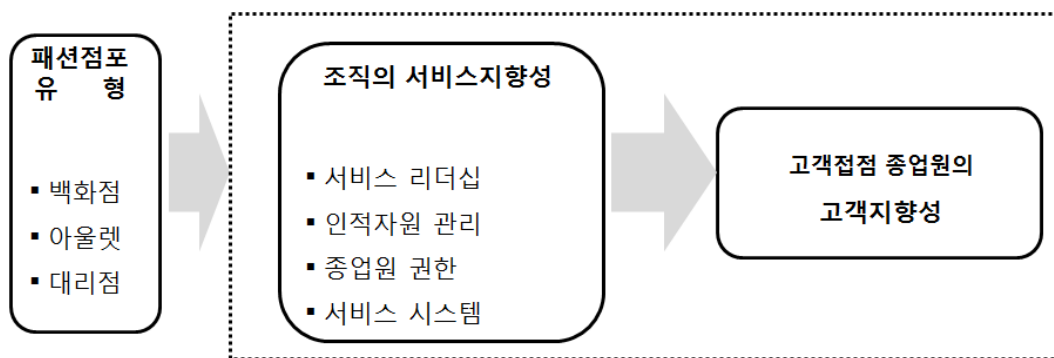 패션점포
유 형
▪ 백화점
▪ 아울렛
▪ 대리점
조직의 서비스지향성
▪ 서비스 리더십
▪ 인적자원 관리
▪ 종업원 권한
▪ 서비스 시스템
고객접점 종업원의
고객지향성